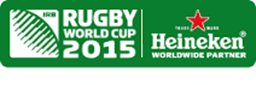 IRB
RUGBY
WORLD CUP
2015
TRADE MARK
Heineken®
WORLDWIDE PARTNER